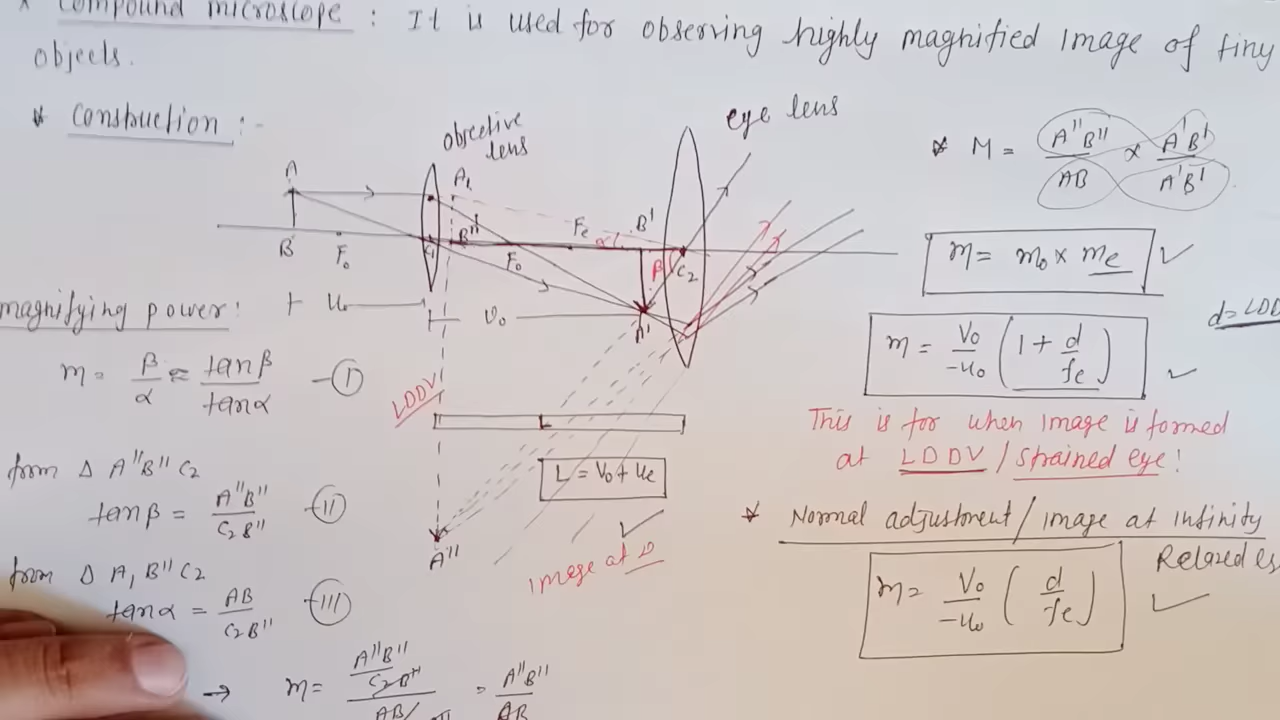 * Compound microscope : It is used for observing highly magnified image of tiny
objects.
* Construction :-
objective
lens
eye lens
A
A₁
B
F₀
C₁
B''
F₀
Fe
α
B'
β
C₂
A'
u₀
v₀
LDDV
L
L = V₀ + ue
image at D
A''
magnifying power :
m = β/α ≈ tanβ/tanα —(I)
from Δ A''B''C₂
tanβ = A''B''/C₂B'' —(II)
from Δ A₁B''C₂
tanα = AB/C₂B'' —(III)
→ m = A''B''/C₂B'' / AB/ = A''B''/AB
* M = A''B''/AB × A'B'/A'B'
m = m₀ × me
d = LDD
m = V₀/-u₀ (1 + d/fe)
This is for when image is formed
at LDDV / strained eye!
* Normal adjustment / image at infinity
Relaxed
m = V₀/-u₀ (d/fe)